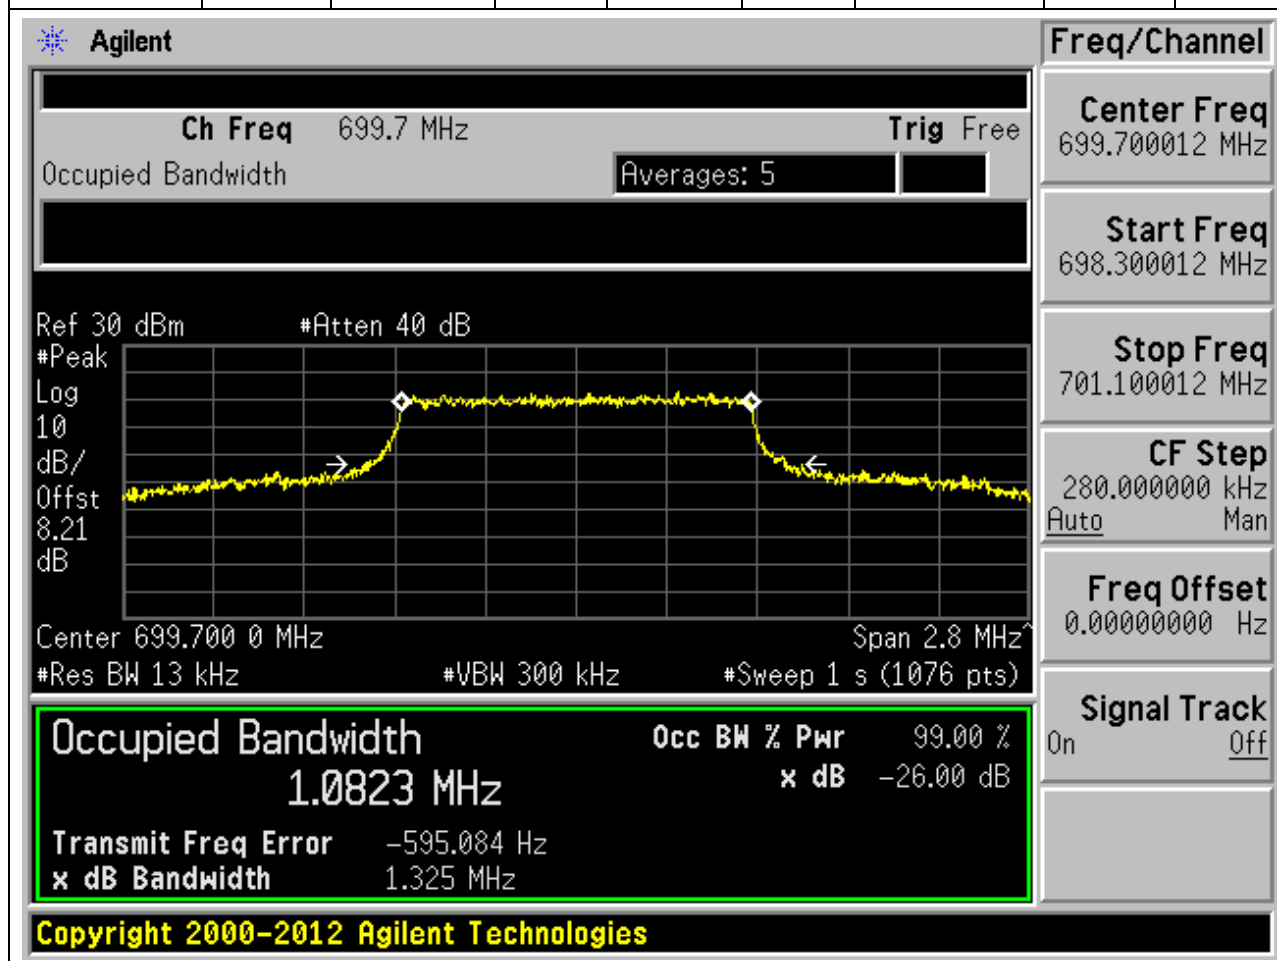 Agilent
Freq/Channel
Ch Freq 699.7 MHz Trig Free
Occupied Bandwidth Averages: 5
Center Freq
699.700012 MHz
Start Freq
698.300012 MHz
Stop Freq
701.100012 MHz
CF Step
280.000000 kHz
Auto Man
Freq Offset
0.00000000 Hz
Signal Track
On Off
Ref 30 dBm #Atten 40 dB
#Peak
Log
10
dB/
Offst
8.21
dB
Center 699.700 0 MHz Span 2.8 MHz^
#Res BW 13 kHz #VBW 300 kHz #Sweep 1 s (1076 pts)
Occupied Bandwidth Occ BW % Pwr 99.00 %
1.0823 MHz x dB -26.00 dB
Transmit Freq Error -595.084 Hz
x dB Bandwidth 1.325 MHz
Copyright 2000-2012 Agilent Technologies